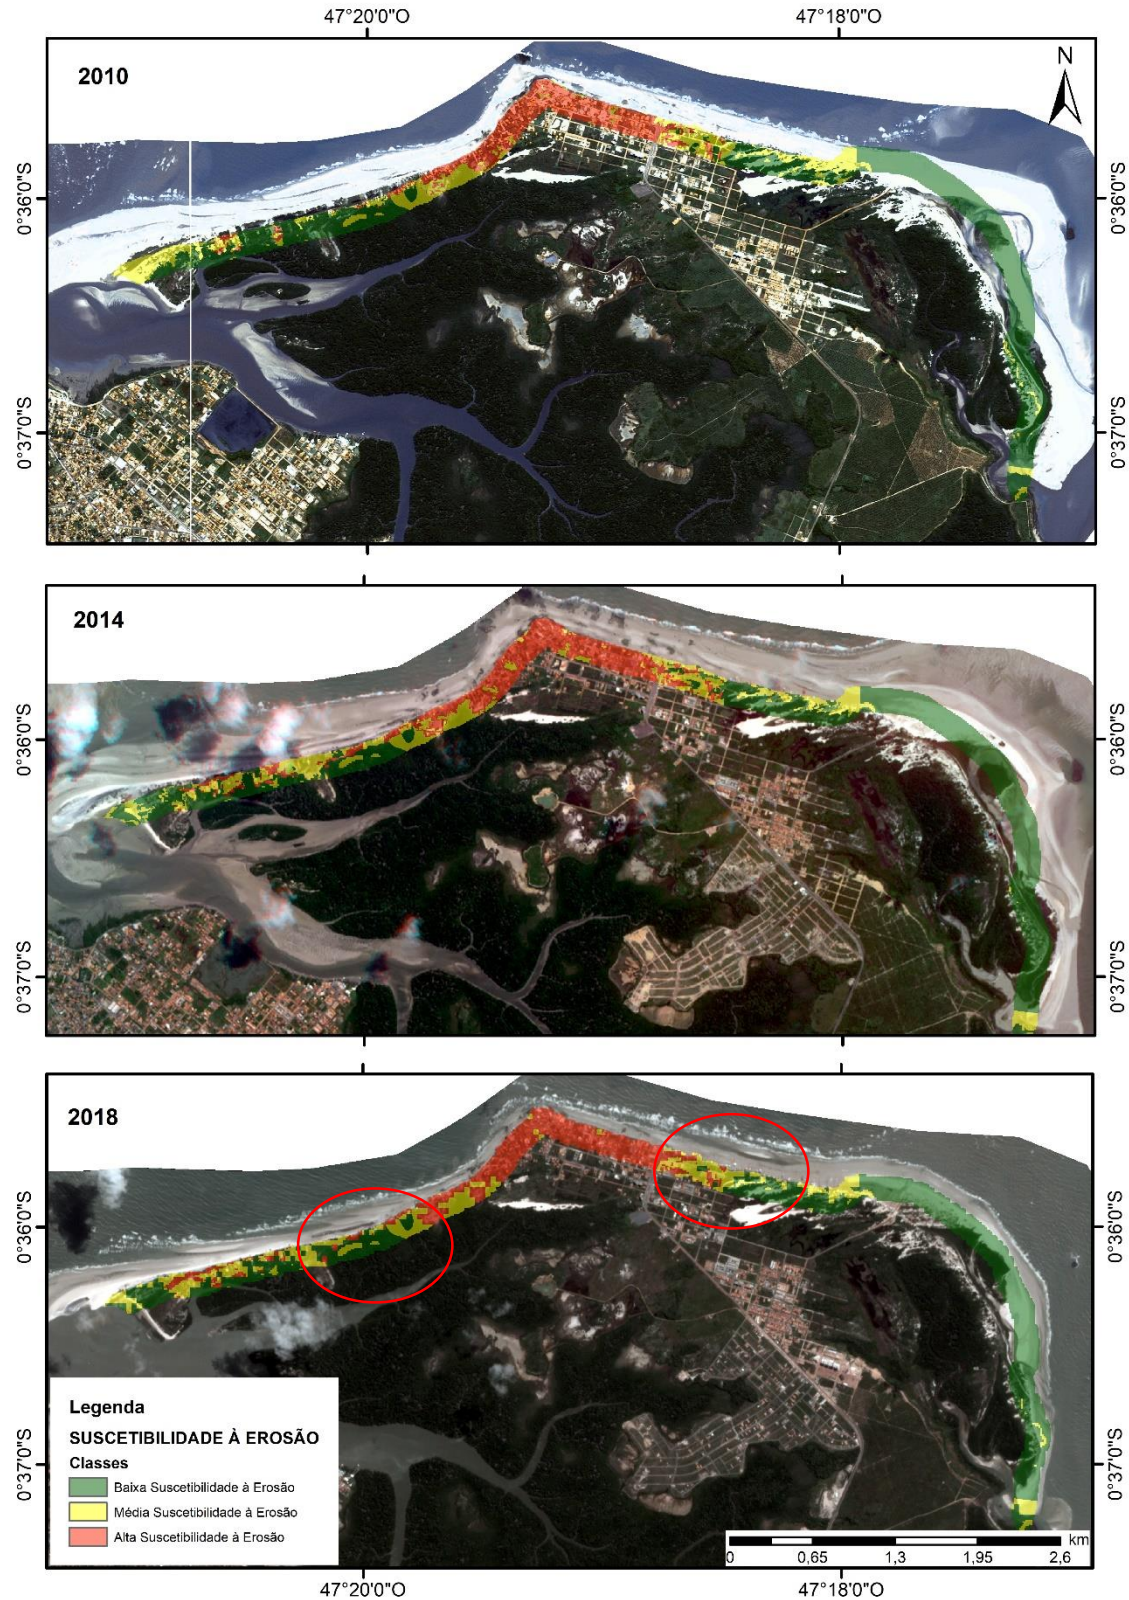 47°20'0"O
47°18'0"O
2010
N
0°36'0"S
0°36'0"S
0°37'0"S
0°37'0"S
2014
0°36'0"S
0°36'0"S
0°37'0"S
0°37'0"S
2018
0°36'0"S
0°36'0"S
Legenda
SUSCETIBILIDADE À EROSÃO
Classes
Baixa Suscetibilidade à Erosão
Média Suscetibilidade à Erosão
Alta Suscetibilidade à Erosão
0°37'0"S
0°37'0"S
km
0
0,65
1,3
1,95
2,6
47°20'0"O
47°18'0"O